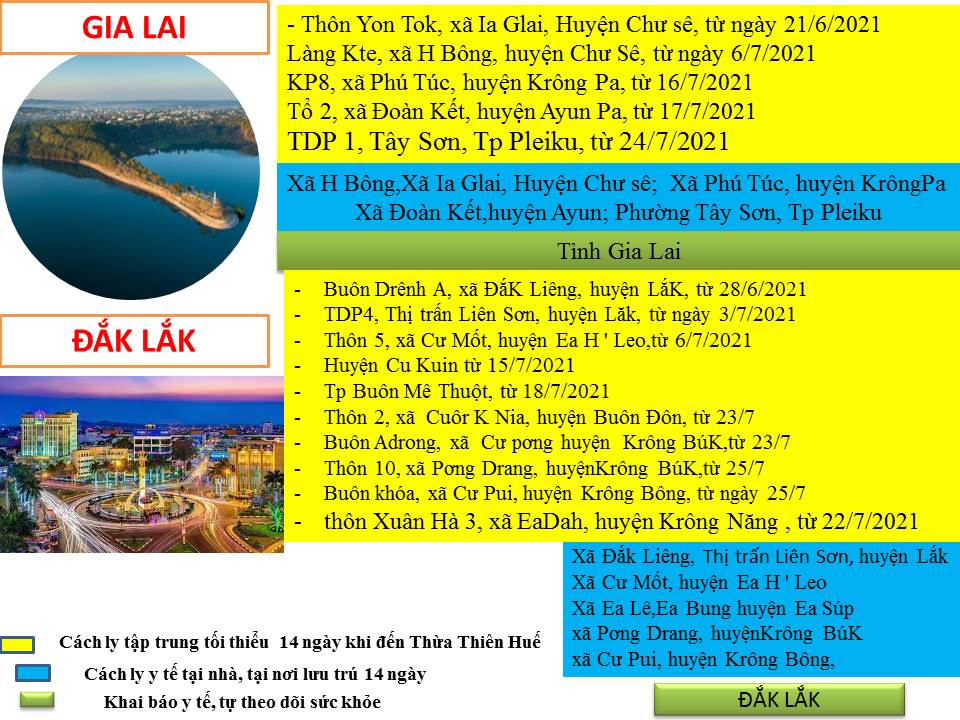 GIA LAI
- Thôn Yon Tok, xã Ia Glai, Huyện Chư sê, từ ngày 21/6/2021
Làng Kte, xã H Bông, huyện Chư Sê, từ ngày 6/7/2021
KP8, xã Phú Túc, huyện Krông Pa, từ 16/7/2021
Tổ 2, xã Đoàn Kết, huyện Ayun Pa, từ 17/7/2021
TDP 1, Tây Sơn, Tp Pleiku, từ 24/7/2021
Xã H Bông,Xã Ia Glai, Huyện Chư sê; Xã Phú Túc, huyện KrôngPa
Xã Đoàn Kết,huyện Ayun; Phường Tây Sơn, Tp Pleiku
Tỉnh Gia Lai
ĐẮK LẮK
- Buôn Drênh A, xã ĐắK Liêng, huyện LắK, từ 28/6/2021
- TDP4, Thị trấn Liên Sơn, huyện Lăk, từ ngày 3/7/2021
- Thôn 5, xã Cư Mốt, huyện Ea H ' Leo,từ 6/7/2021
- Huyện Cu Kuin từ 15/7/2021
- Tp Buôn Mê Thuột, từ 18/7/2021
- Thôn 2, xã Cuôr K Nia, huyện Buôn Đôn, từ 23/7
- Buôn Adrong, xã Cư pơng huyện Krông BúK,từ 23/7
- Thôn 10, xã Pơng Drang, huyệnKrông BúK,từ 25/7
- Buôn khóa, xã Cư Pui, huyện Krông Bông, từ ngày 25/7
- thôn Xuân Hà 3, xã EaDah, huyện Krông Năng , từ 22/7/2021
Xã Đắk Liêng, Thị trấn Liên Sơn, huyện Lắk
Xã Cư Mốt, huyện Ea H ' Leo
Xã Ea Lê,Ea Bung huyện Ea Súp
xã Pơng Drang, huyệnKrông BúK
xã Cư Pui, huyện Krông Bông,
Cách ly tập trung tối thiểu 14 ngày khi đến Thừa Thiên Huế
Cách ly y tế tại nhà, tại nơi lưu trú 14 ngày
Khai báo y tế, tự theo dõi sức khỏe
ĐẮK LẮK